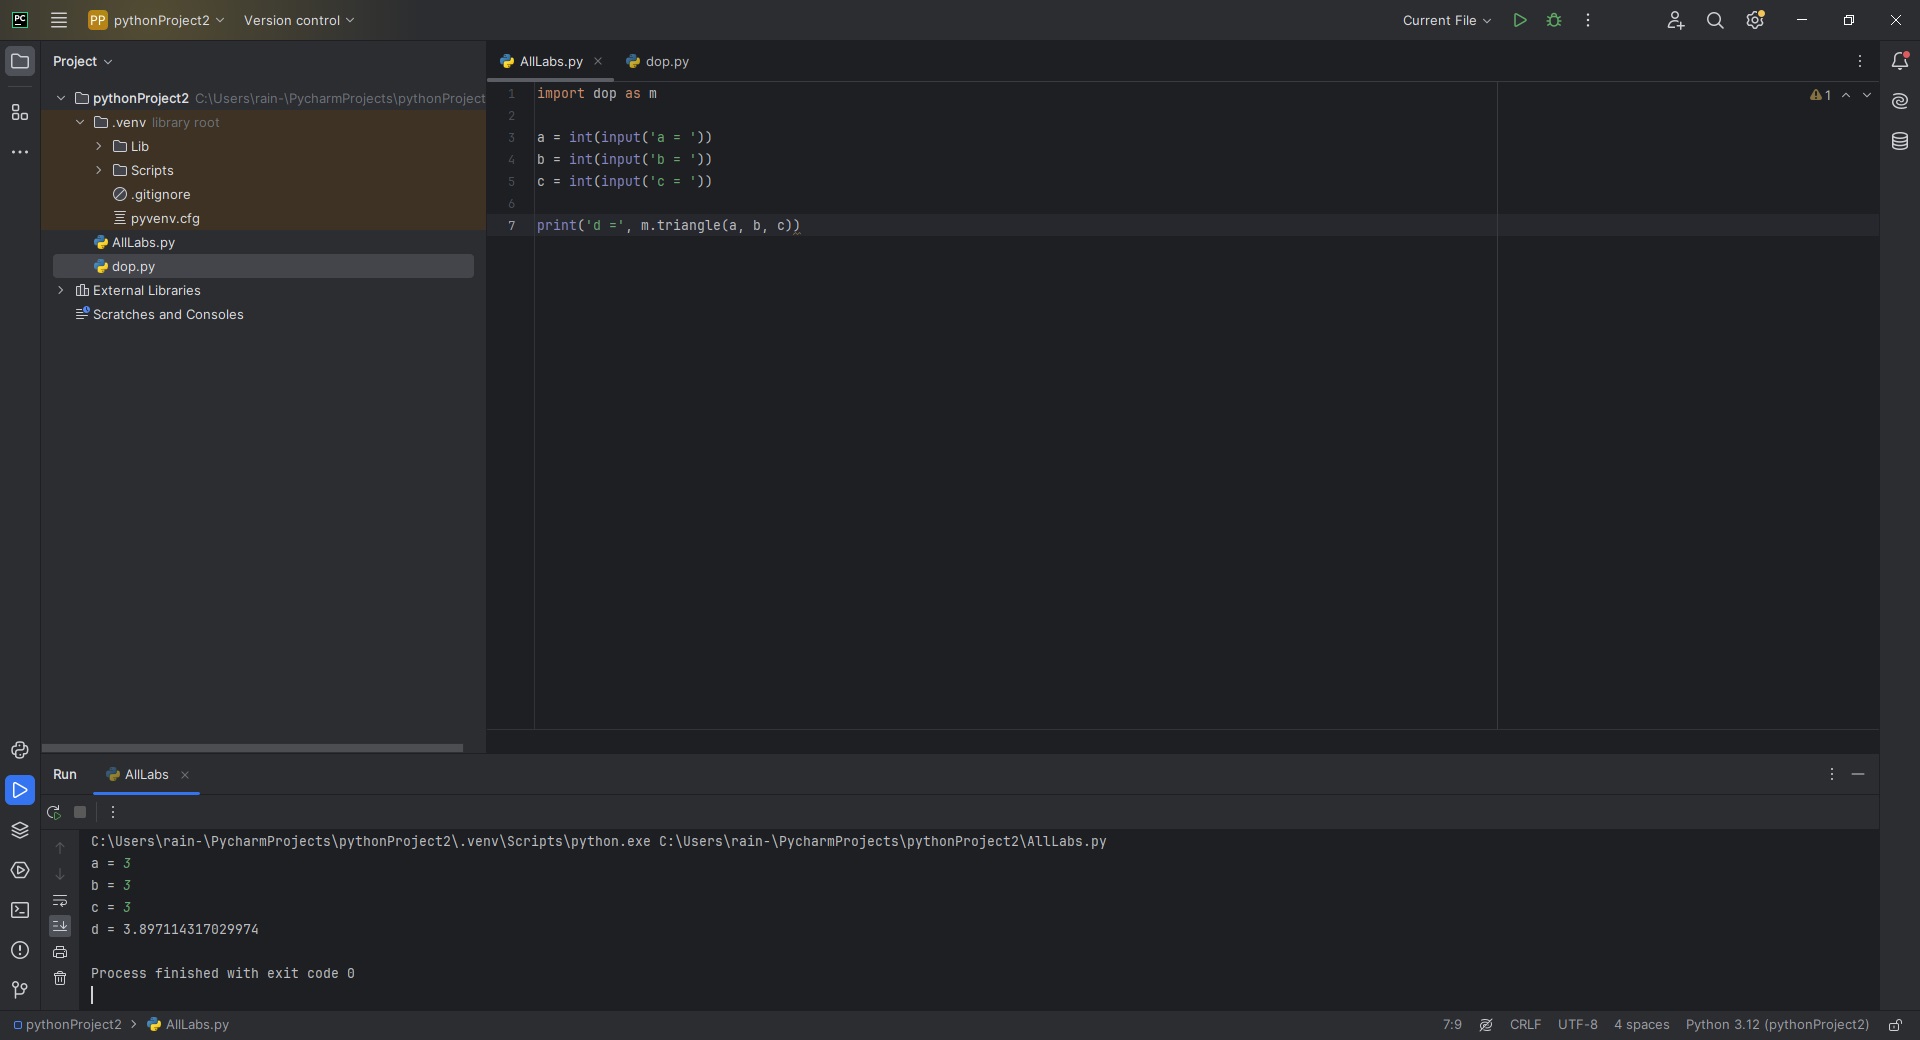 PC
PP pythonProject2
Version control
Current File
Project
AllLabs.py
dop.py
pythonProject2 C:\Users\rain-\PycharmProjects\pythonProject
.venv library root
Lib
Scripts
.gitignore
pyvenv.cfg
AllLabs.py
dop.py
External Libraries
Scratches and Consoles
1 import dop as m
2
3 a = int(input('a = '))
4 b = int(input('b = '))
5 c = int(input('c = '))
6
7 print('d =', m.triangle(a, b, c))
1
Run
AllLabs
C:\Users\rain-\PycharmProjects\pythonProject2\.venv\Scripts\python.exe C:\Users\rain-\PycharmProjects\pythonProject2\AllLabs.py
a = 3
b = 3
c = 3
d = 3.897114317029974
Process finished with exit code 0
pythonProject2 > AllLabs.py
7:9 CRLF UTF-8 4 spaces Python 3.12 (pythonProject2)